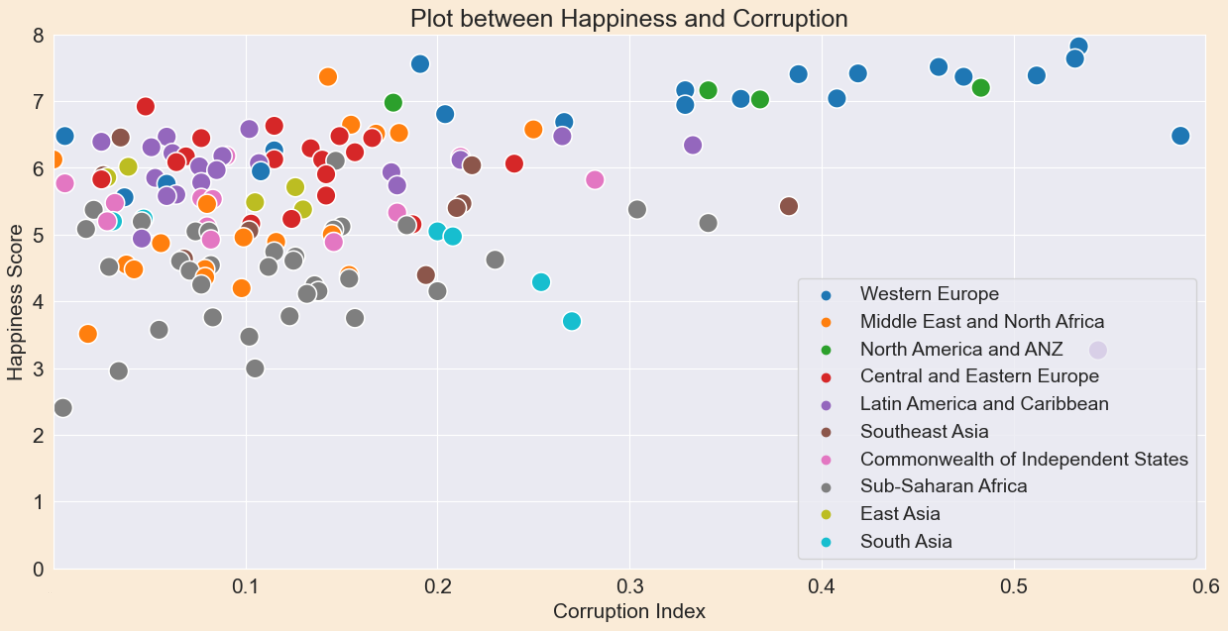 Plot between Happiness and Corruption
8
7
6
5
4
3
2
1
0
Happiness Score
0.1 0.2 0.3 0.4 0.5 0.6
Corruption Index
Western Europe
Middle East and North Africa
North America and ANZ
Central and Eastern Europe
Latin America and Caribbean
Southeast Asia
Commonwealth of Independent States
Sub-Saharan Africa
East Asia
South Asia